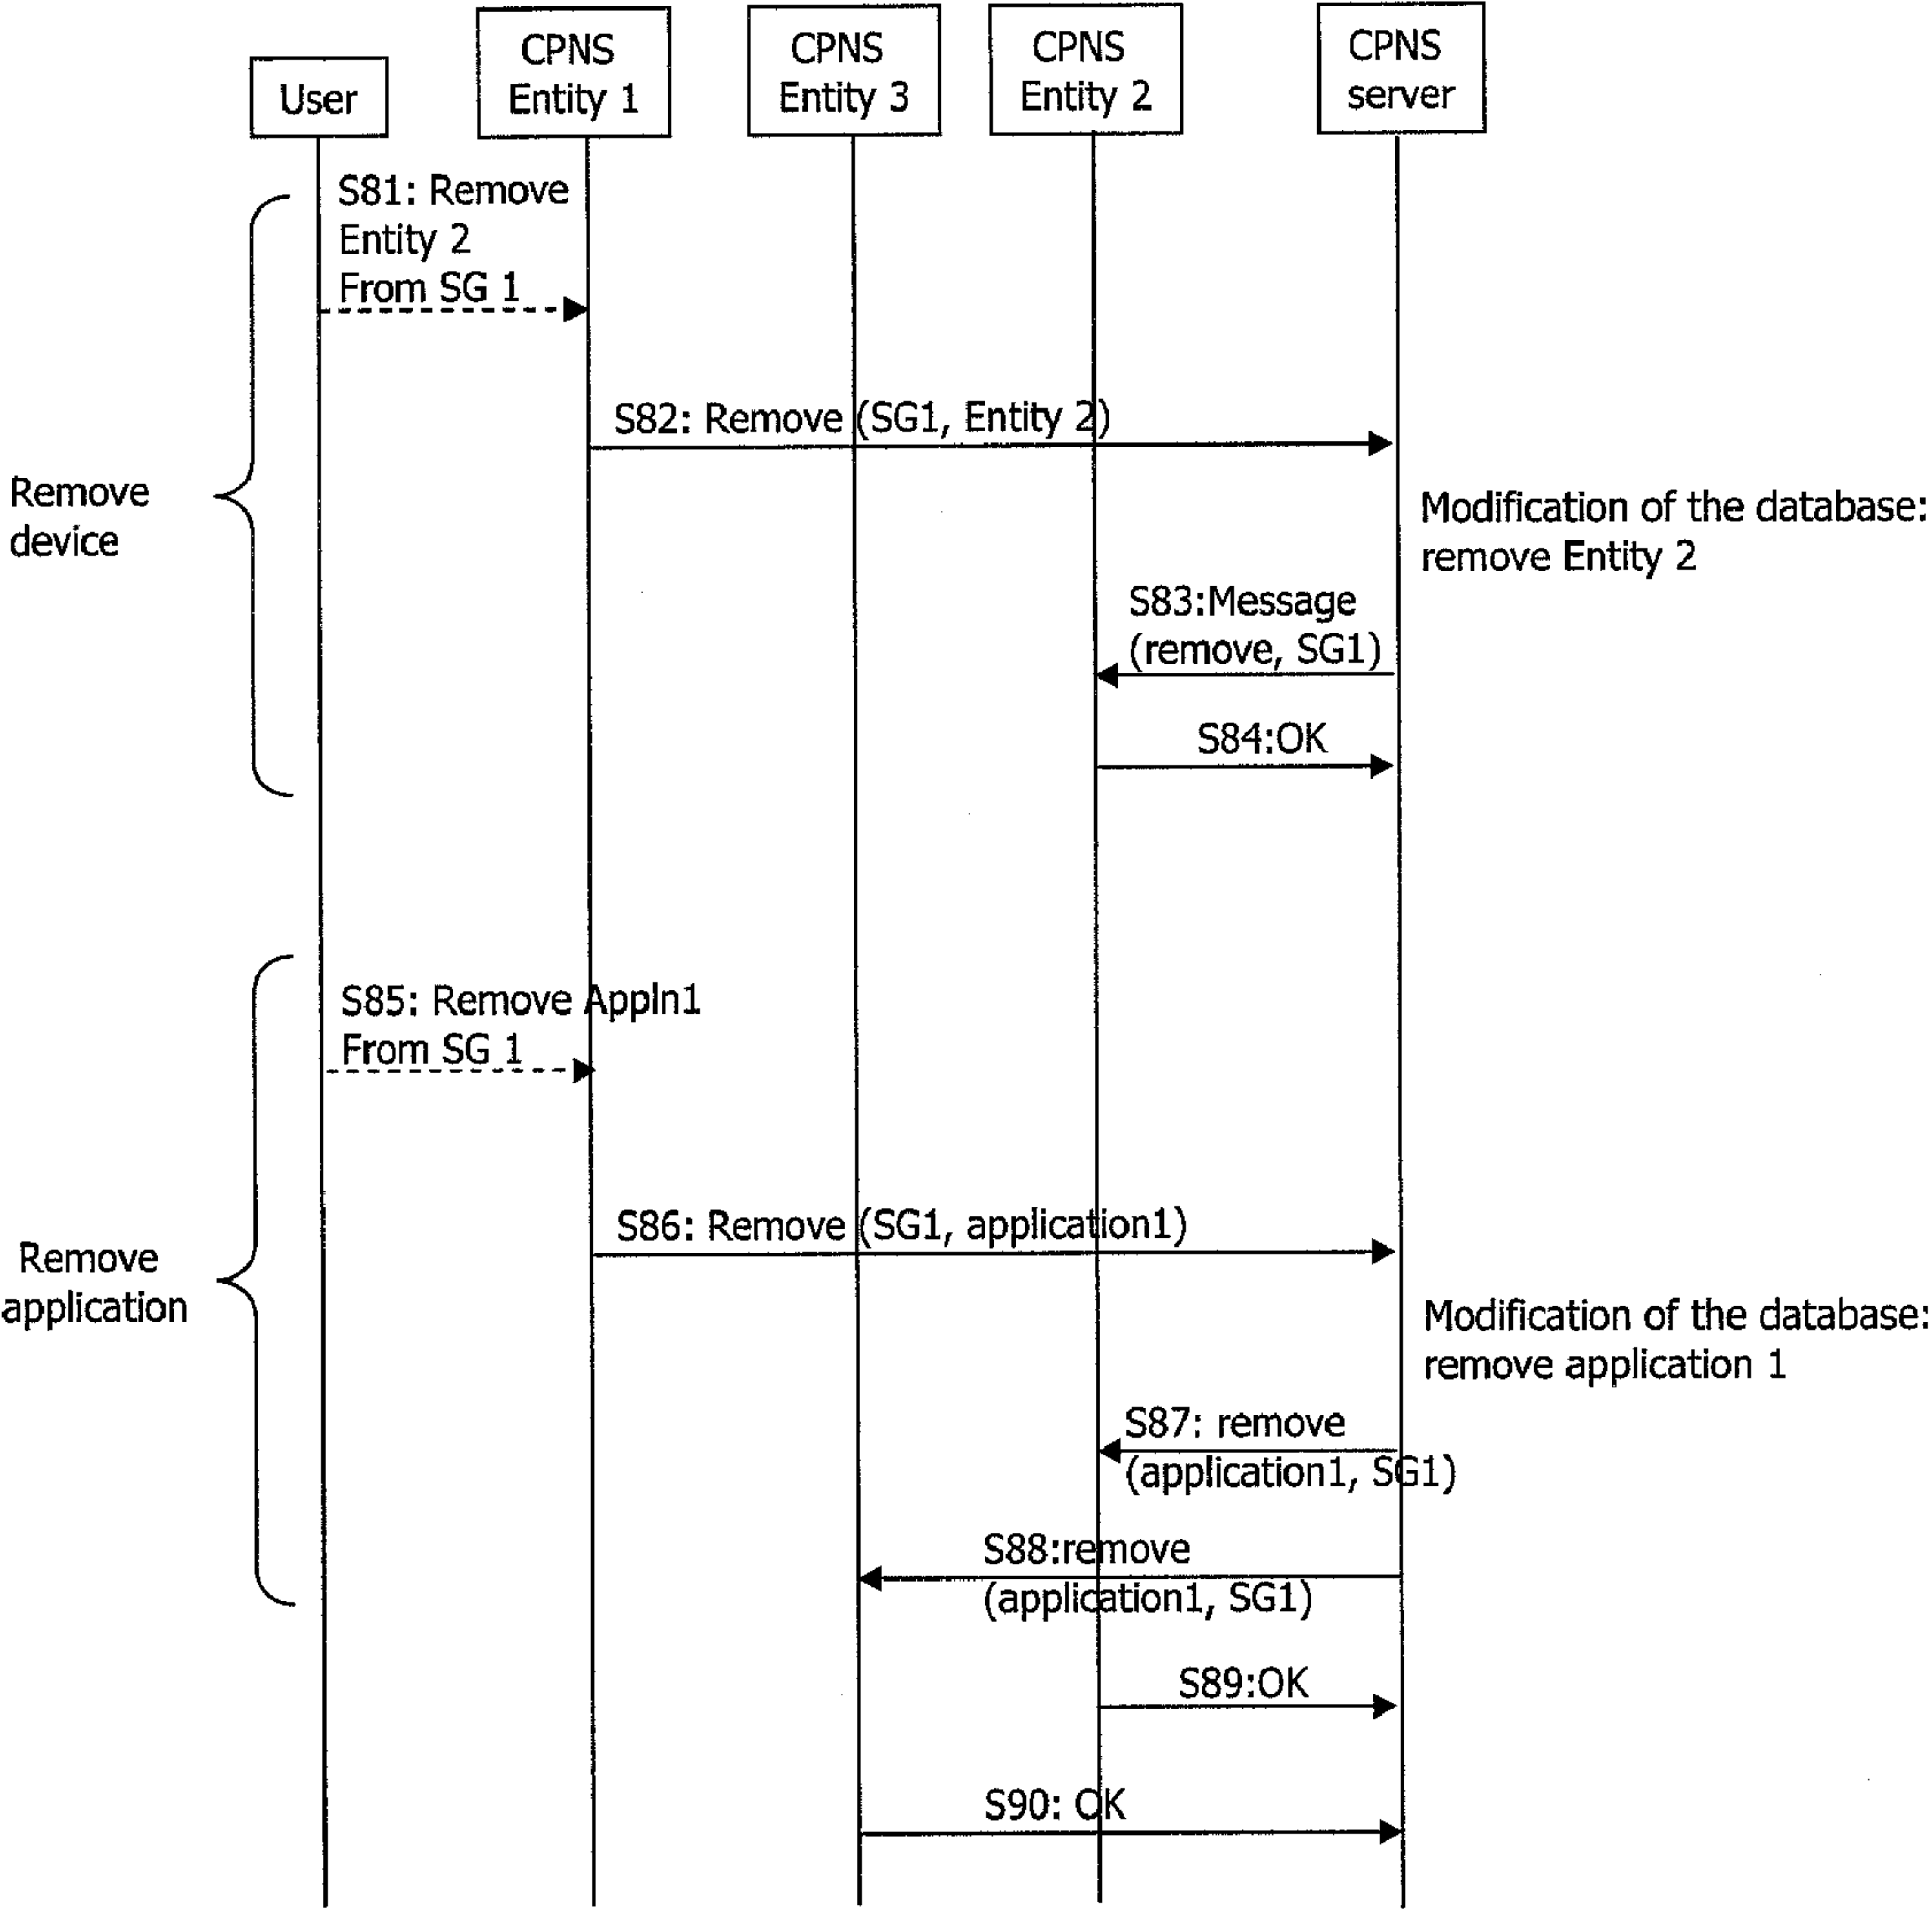 User
CPNS
Entity 1
CPNS
Entity 3
CPNS
Entity 2
CPNS
server
S81: Remove
Entity 2
From SG 1
S82: Remove (SG1, Entity 2)
Remove
device
Modification of the database:
remove Entity 2
S83:Message
(remove, SG1)
S84:OK
S85: Remove Appln1
From SG 1
S86: Remove (SG1, application1)
Remove
application
Modification of the database:
remove application 1
S87: remove
(application1, SG1)
S88:remove
(application1, SG1)
S89:OK
S90: OK